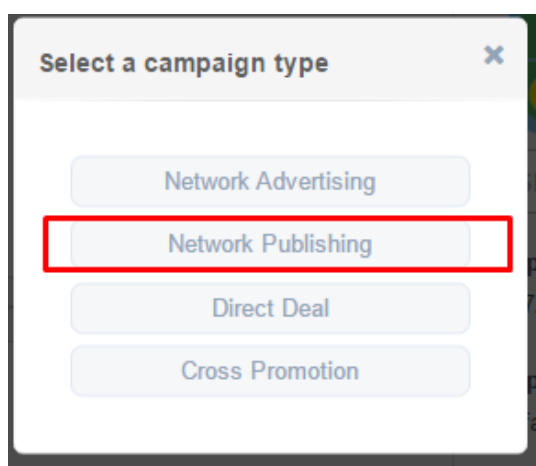 Select a campaign type
Network Advertising
Network Publishing
Direct Deal
Cross Promotion